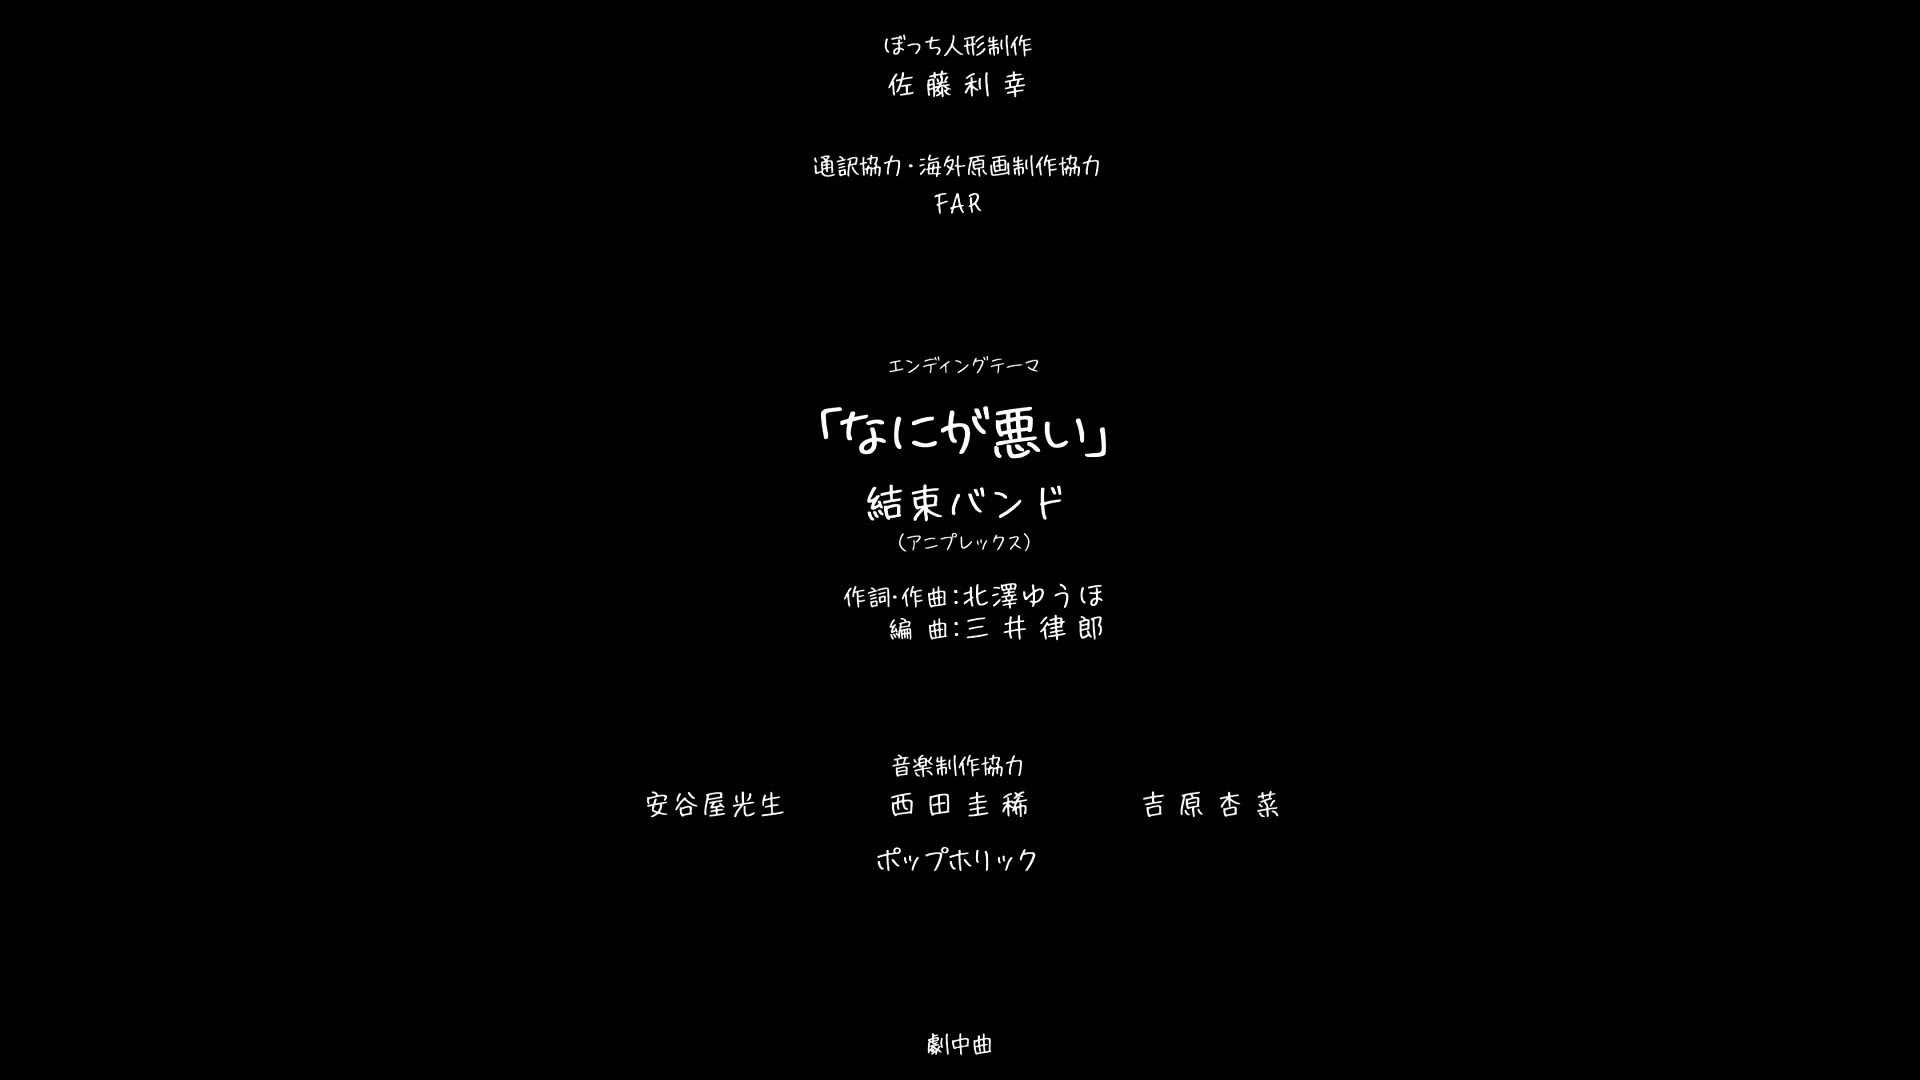 ぼっち人形制作
佐藤利幸
通訳協力・海外原画制作協力
FAR
エンディングテーマ
「なにが悪い」
結束バンド
(アニプレックス)
作詞・作曲:北澤ゆうほ
編曲:三井律郎
音楽制作協力
安谷屋光生 西田圭稀 吉原杏菜
ポップホリック
劇中曲